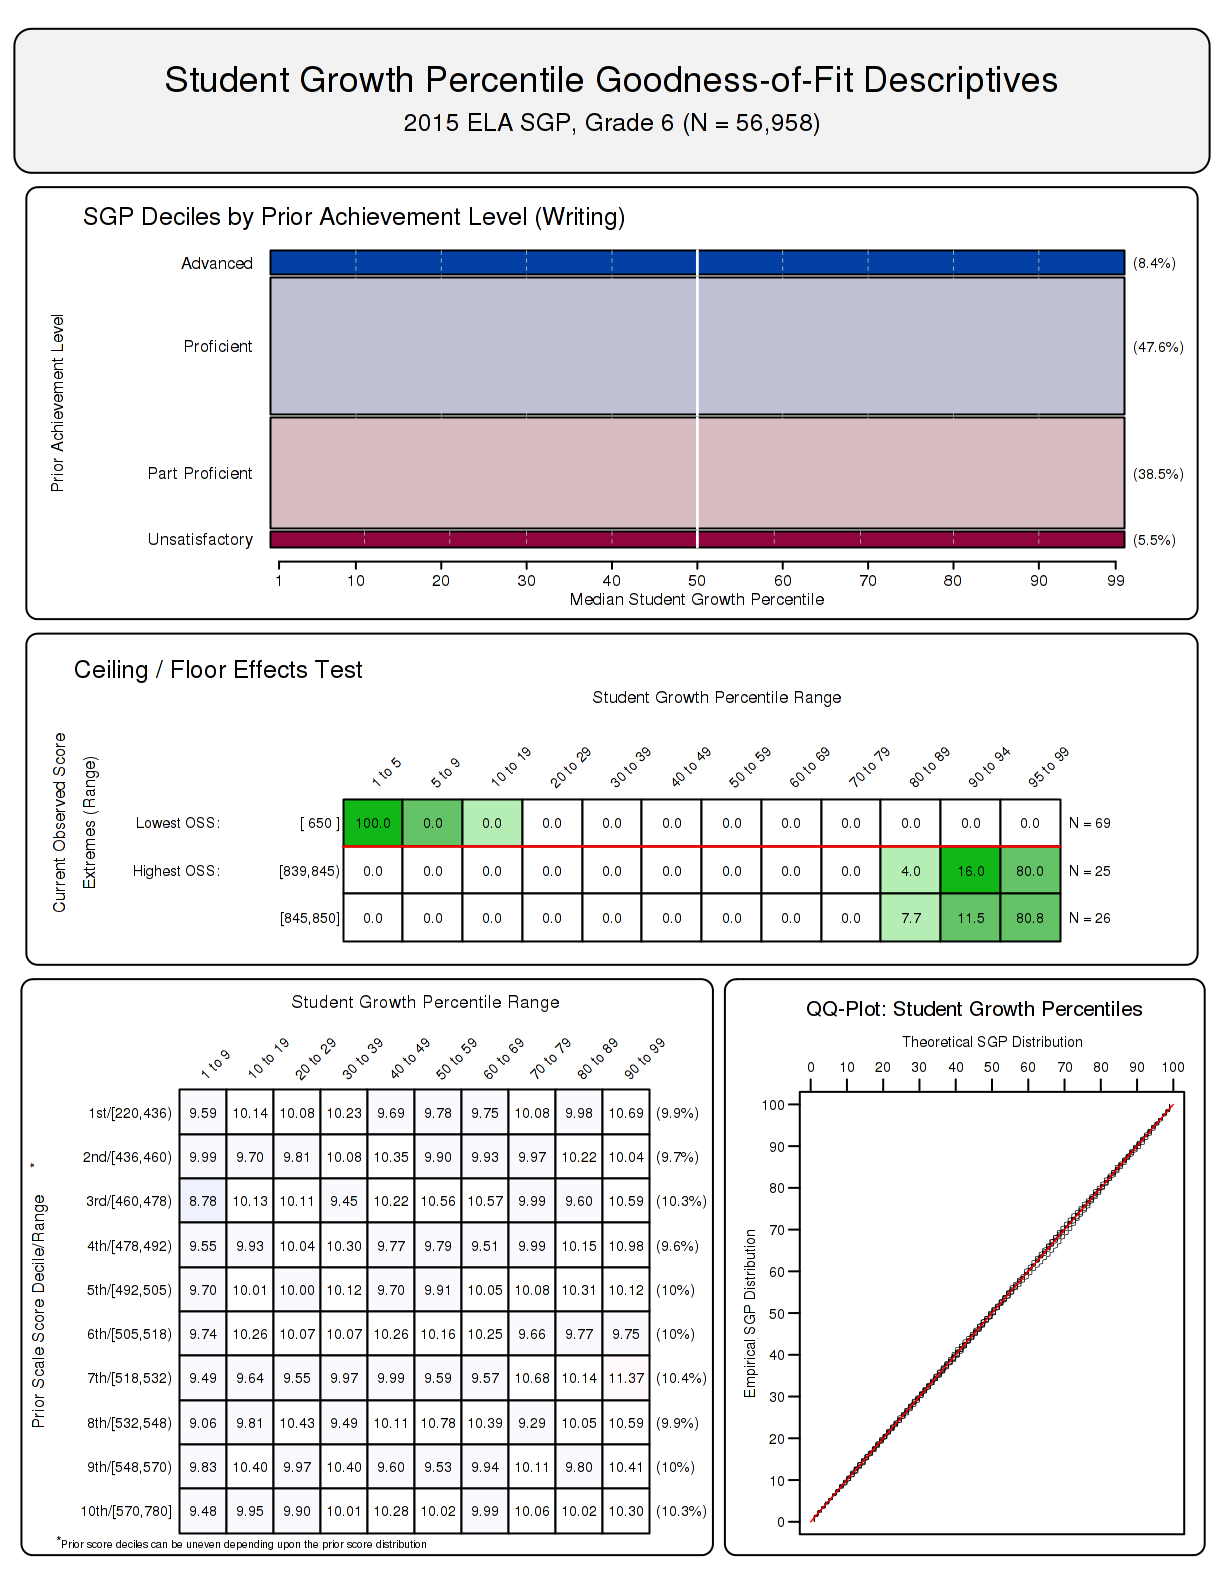 Student Growth Percentile Goodness-of-Fit Descriptives
2015 ELA SGP, Grade 6 (N = 56,958)
SGP Deciles by Prior Achievement Level (Writing)
Prior Achievement Level
Advanced (8.4%)
Proficient (47.6%)
Part Proficient (38.5%)
Unsatisfactory (5.5%)
1 10 20 30 40 50 60 70 80 90 99
Median Student Growth Percentile
Ceiling / Floor Effects Test
Student Growth Percentile Range
Current Observed Score
Extremes (Range)
1 to 5 5 to 9 10 to 19 20 to 29 30 to 39 40 to 49 50 to 59 60 to 69 70 to 79 80 to 89 90 to 94 95 to 99
Lowest OSS: [ 650 ] 100.0 0.0 0.0 0.0 0.0 0.0 0.0 0.0 0.0 0.0 0.0 0.0 N = 69
Highest OSS: [839,845) 0.0 0.0 0.0 0.0 0.0 0.0 0.0 0.0 0.0 4.0 16.0 80.0 N = 25
[845,850] 0.0 0.0 0.0 0.0 0.0 0.0 0.0 0.0 0.0 7.7 11.5 80.8 N = 26
Student Growth Percentile Range
Prior Scale Score Decile/Range *
1 to 9 10 to 19 20 to 29 30 to 39 40 to 49 50 to 59 60 to 69 70 to 79 80 to 89 90 to 99
1st/[220,436) 9.59 10.14 10.08 10.23 9.69 9.78 9.75 10.08 9.98 10.69 (9.9%)
2nd/[436,460) 9.99 9.70 9.81 10.08 10.35 9.90 9.93 9.97 10.22 10.04 (9.7%)
3rd/[460,478) 8.78 10.13 10.11 9.45 10.22 10.56 10.57 9.99 9.60 10.59 (10.3%)
4th/[478,492) 9.55 9.93 10.04 10.30 9.77 9.79 9.51 9.99 10.15 10.98 (9.6%)
5th/[492,505) 9.70 10.01 10.00 10.12 9.70 9.91 10.05 10.08 10.31 10.12 (10%)
6th/[505,518) 9.74 10.26 10.07 10.07 10.26 10.16 10.25 9.66 9.77 9.75 (10%)
7th/[518,532) 9.49 9.64 9.55 9.97 9.99 9.59 9.57 10.68 10.14 11.37 (10.4%)
8th/[532,548) 9.06 9.81 10.43 9.49 10.11 10.78 10.39 9.29 10.05 10.59 (9.9%)
9th/[548,570) 9.83 10.40 9.97 10.40 9.60 9.53 9.94 10.11 9.80 10.41 (10%)
10th/[570,780] 9.48 9.95 9.90 10.01 10.28 10.02 9.99 10.06 10.02 10.30 (10.3%)
*Prior score deciles can be uneven depending upon the prior score distribution
QQ-Plot: Student Growth Percentiles
Theoretical SGP Distribution
0 10 20 30 40 50 60 70 80 90 100
Empirical SGP Distribution
100
90
80
70
60
50
40
30
20
10
0